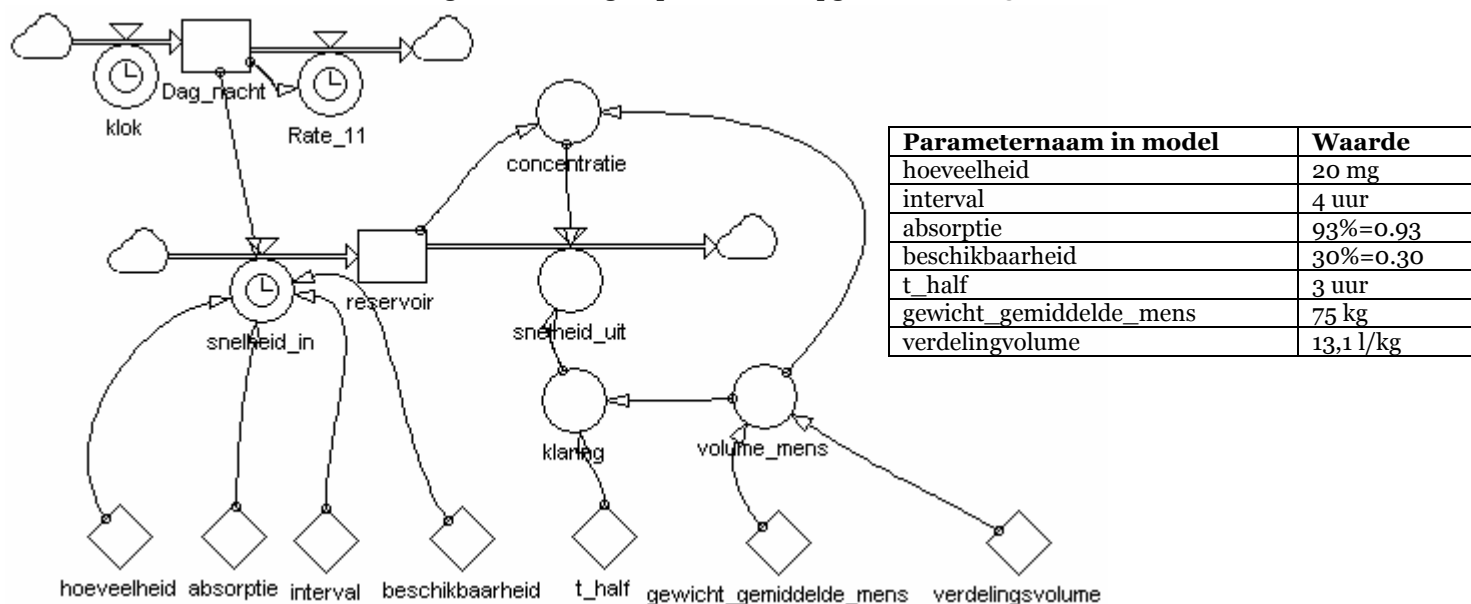 Dag_nacht
klok
Rate_11
concentratie
reservoir
snelheid_in
snelheid_uit
klaring
volume_mens
hoeveelheid
absorptie
interval
beschikbaarheid
t_half
gewicht_gemiddelde_mens
verdelingsvolume
Parameternaam in model Waarde
hoeveelheid 20 mg
interval 4 uur
absorptie 93%=0.93
beschikbaarheid 30%=0.30
t_half 3 uur
gewicht_gemiddelde_mens 75 kg
verdelingvolume 13,1 l/kg